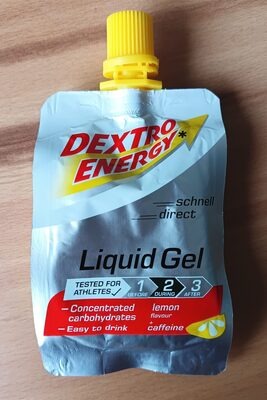 DEXTRO
ENERGY*
schnell
direct
Liquid Gel
TESTED FOR
ATHLETES
1 BEFORE 2 DURING 3 AFTER
– Concentrated
carbohydrates
– Easy to drink
lemon
flavour
caffeine